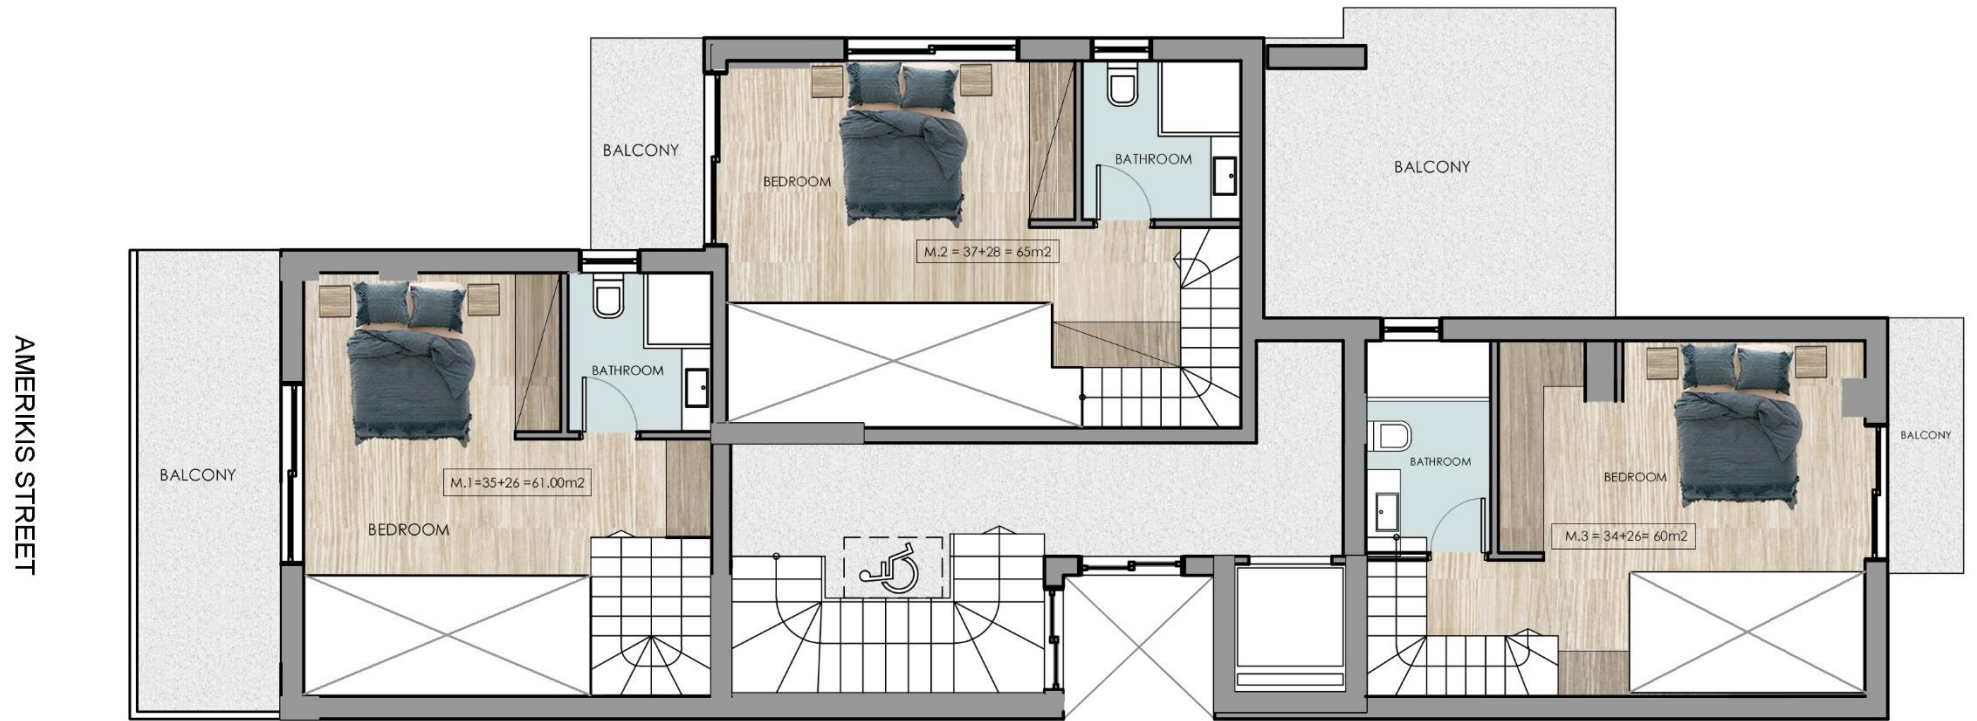 AMERIKIS STREET
BALCONY
BEDROOM
BATHROOM
M.1=35+26 =61.00m2
BALCONY
BEDROOM
BATHROOM
M.2 = 37+28 = 65m2
BALCONY
BATHROOM
BEDROOM
M.3 = 34+26= 60m2
BALCONY